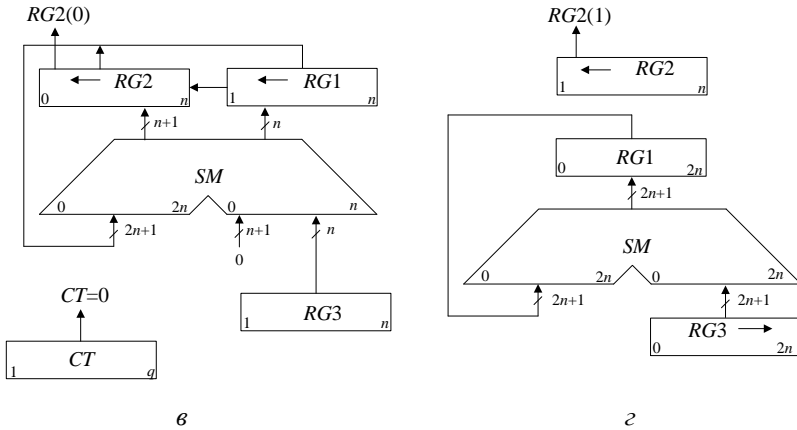 RG2(0)
RG2
0
n
RG1
1
n
n+1
n
SM
0
2n
0
n
2n+1
n+1
n
0
RG3
1
n
CT=0
CT
1
q
в
RG2(1)
RG2
1
n
RG1
0
2n
2n+1
SM
0
2n
0
2n
2n+1
2n+1
RG3
0
2n
г